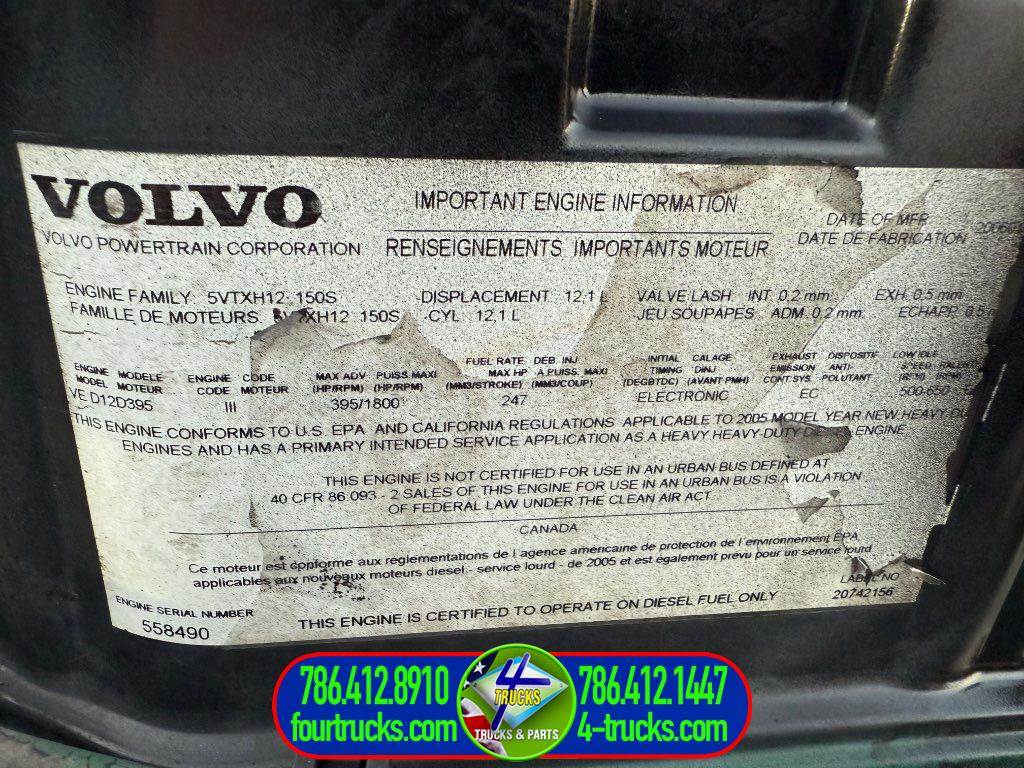 VOLVO
VOLVO POWERTRAIN CORPORATION
IMPORTANT ENGINE INFORMATION
RENSEIGNEMENTS IMPORTANTS MOTEUR
DATE OF MFR
DATE DE FABRICATION
ENGINE FAMILY 5VTXH12 150S DISPLACEMENT 12,1 L VALVE LASH INT 0,2 mm EXH 0,5 mm
FAMILLE DE MOTEURS 5VTXH12 150S CYL 12,1 L JEU SOUPAPES ADM 0,2 mm ECHAPP 0,5
ENGINE MODELE
MODEL MOTEUR
VE D12D395
ENGINE CODE
CODE MOTEUR
III
MAX ADV PUISS.MAXI
(HP/RPM) (HP/RPM)
395/1800
FUEL RATE DEB. INJ
MAX HP A.PUISS. MAXI
(MM3/STROKE) (MM3/COUP)
247
INITIAL CALAGE
TIMING D'INJ
(DEGBTDC) (AVANT PMH)
ELECTRONIC
EXHAUST DISPOSITIF
EMISSION ANTI-
CONT.SYS. POLLUTANT
EC
LOW IDLE
SPEED
500-650
THIS ENGINE CONFORMS TO U.S. EPA AND CALIFORNIA REGULATIONS APPLICABLE TO 2005 MODEL YEAR NEW HEAVY
ENGINES AND HAS A PRIMARY INTENDED SERVICE APPLICATION AS A HEAVY HEAVY-DUTY ENGINE
THIS ENGINE IS NOT CERTIFIED FOR USE IN AN URBAN BUS DEFINED AT
40 CFR 86.093 - 2 SALES OF THIS ENGINE FOR USE IN AN URBAN BUS IS A VIOLATION
OF FEDERAL LAW UNDER THE CLEAN AIR ACT
CANADA
Ce moteur est conforme aux reglementations de l agence americaine de protection de l environnement EPA
applicables aux nouveaux moteurs diesel - service lourd - de 2005 et est également prevu pour un service lourd
ENGINE SERIAL NUMBER
558490
THIS ENGINE IS CERTIFIED TO OPERATE ON DIESEL FUEL ONLY
LABEL NO
20742156
786.412.8910
fourtrucks.com
4
TRUCKS
TRUCKS & PARTS
786.412.1447
4-trucks.com